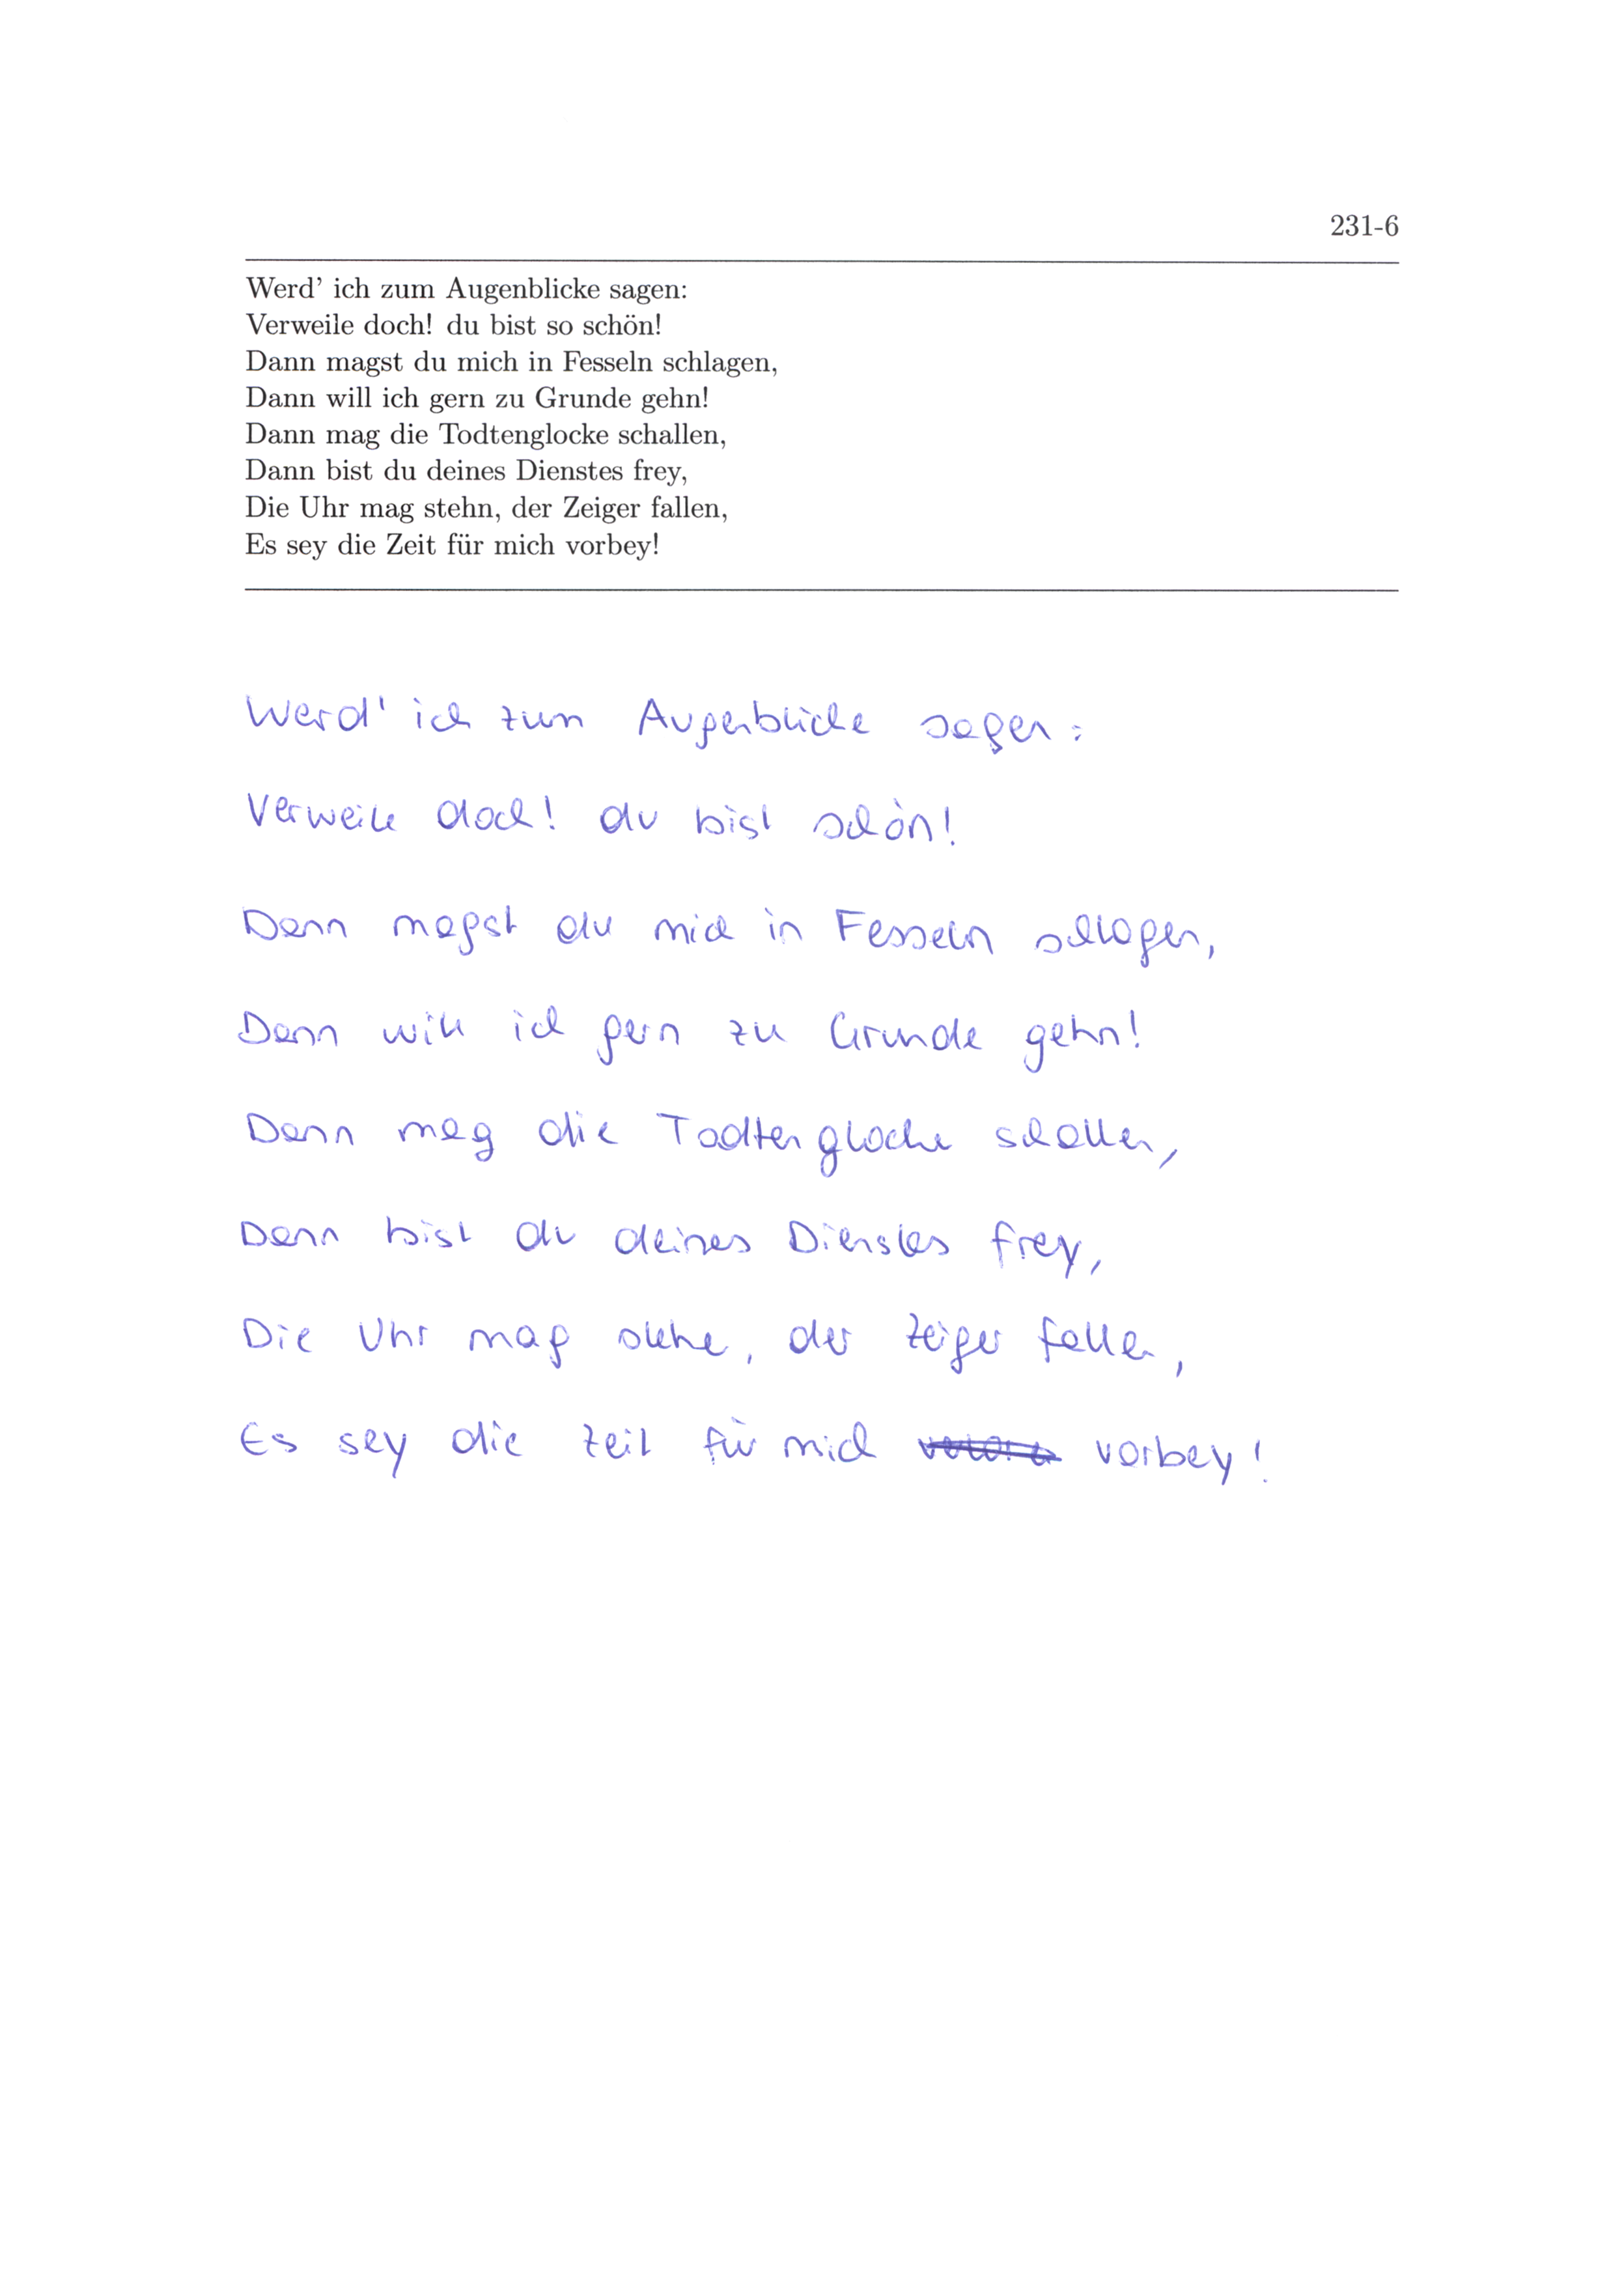 231-6
Werd' ich zum Augenblicke sagen:
Verweile doch! du bist so schön!
Dann magst du mich in Fesseln schlagen,
Dann will ich gern zu Grunde gehn!
Dann mag die Todtenglocke schallen,
Dann bist du deines Dienstes frey,
Die Uhr mag stehn, der Zeiger fallen,
Es sey die Zeit für mich vorbey!
Werd' ich zum Augenblicke sagen:
Verweile doch! du bist schön!
Dann magst du mich in Fesseln schlagen,
Dann will ich gern zu Grunde gehn!
Dann mag die Todtenglocke schallen,
Dann bist du deines Dienstes frey,
Die Uhr mag stehe, der Zeiger fallen,
Es sey die Zeit für mich vorbey!